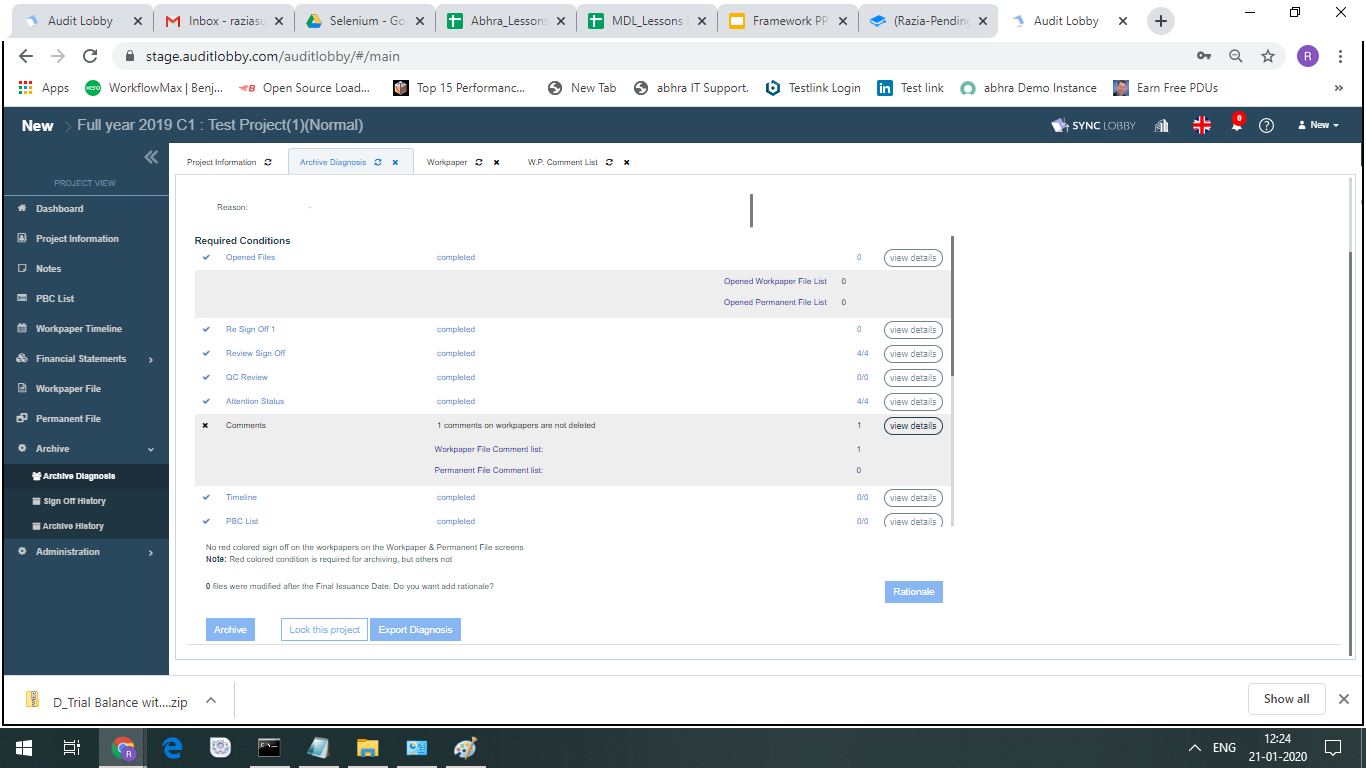 Audit Lobby
Inbox - raziasu
Selenium - Go
Abhra_Lessons
MDL_Lessons
Framework PP
(Razia-Pending
Audit Lobby
stage.auditlobby.com/auditlobby/#/main
R
Apps
xero
WorkflowMax | Benj...
Open Source Load...
Top 15 Performanc...
New Tab
abhra IT Support.
Testlink Login
Test link
abhra Demo Instance
Earn Free PDUs
»
New
Full year 2019 C1 : Test Project(1)(Normal)
SYNC LOBBY
0
New
PROJECT VIEW
Dashboard
Project Information
Notes
PBC List
Workpaper Timeline
Financial Statements
Workpaper File
Permanent File
Archive
Archive Diagnosis
Sign Off History
Archive History
Administration
Project Information
Archive Diagnosis
Workpaper
W.P. Comment List
Reason: -
Required Conditions
Opened Files completed 0 view details
Opened Workpaper File List 0
Opened Permanent File List 0
Re Sign Off 1 completed 0 view details
Review Sign Off completed 4/4 view details
QC Review completed 0/0 view details
Attention Status completed 4/4 view details
Comments 1 comments on workpapers are not deleted 1 view details
Workpaper File Comment list: 1
Permanent File Comment list: 0
Timeline completed 0/0 view details
PBC List completed 0/0 view details
No red colored sign off on the workpapers on the Workpaper & Permanent File screens
Note: Red colored condition is required for archiving, but others not
0 files were modified after the Final Issuance Date. Do you want add rationale?
Rationale
Archive
Lock this project
Export Diagnosis
D_Trial Balance wit....zip
Show all
R
ENG
12:24
21-01-2020